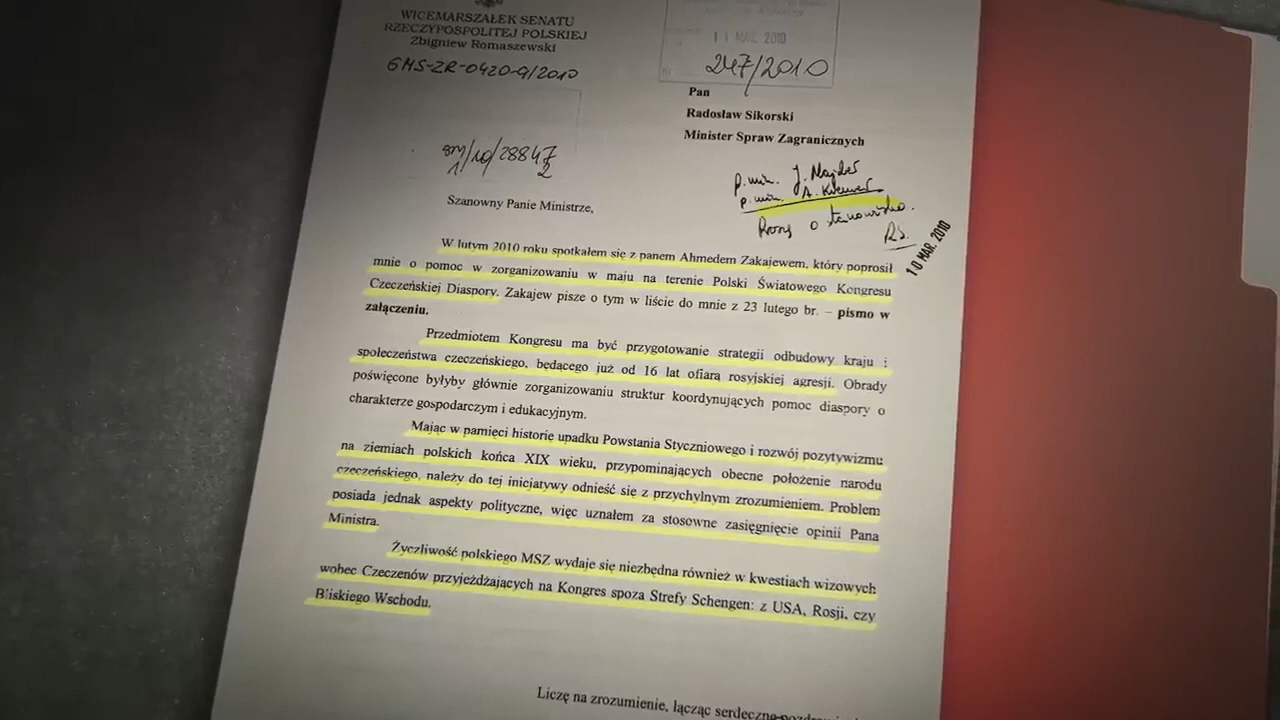 WICEMARSZAŁEK SENATU
RZECZYPOSPOLITEJ POLSKIEJ
Zbigniew Romaszewski
GMS-ZR-0420-9/2010
11 MAR. 2010
247/2010
Pan
Radosław Sikorski
Minister Spraw Zagranicznych
p. min. J. Najder
p. min. A. Kremer
o stanowisko.
RS.
10 MAR. 2010
Szanowny Panie Ministrze,
W lutym 2010 roku spotkałem się z panem Ahmedem Zakajewem, który poprosił
mnie o pomoc w zorganizowaniu w maju na terenie Polski Światowego Kongresu
Czeczeńskiej Diaspory. Zakajew pisze o tym w liście do mnie z 23 lutego br. – pismo w
załączeniu.
Przedmiotem Kongresu ma być przygotowanie strategii odbudowy kraju i
społeczeństwa czeczeńskiego, będącego już od 16 lat ofiarą rosyjskiej agresji. Obrady
poświęcone byłyby głównie zorganizowaniu struktur koordynujących pomoc diaspory o
charakterze gospodarczym i edukacyjnym.
Mając w pamięci historię upadku Powstania Styczniowego i rozwój pozytywizmu
na ziemiach polskich końca XIX wieku, przypominających obecne położenie narodu
czeczeńskiego, należy do tej inicjatywy odnieść się z przychylnym zrozumieniem. Problem
posiada jednak aspekty polityczne, więc uznałem za stosowne zasięgnięcie opinii Pana
Ministra.
Życzliwość polskiego MSZ wydaje się niezbędna również w kwestiach wizowych
wobec Czeczenów przyjeżdżających na Kongres spoza Strefy Schengen: z USA, Rosji, czy
Bliskiego Wschodu.
Liczę na zrozumienie, łącząc serdeczne